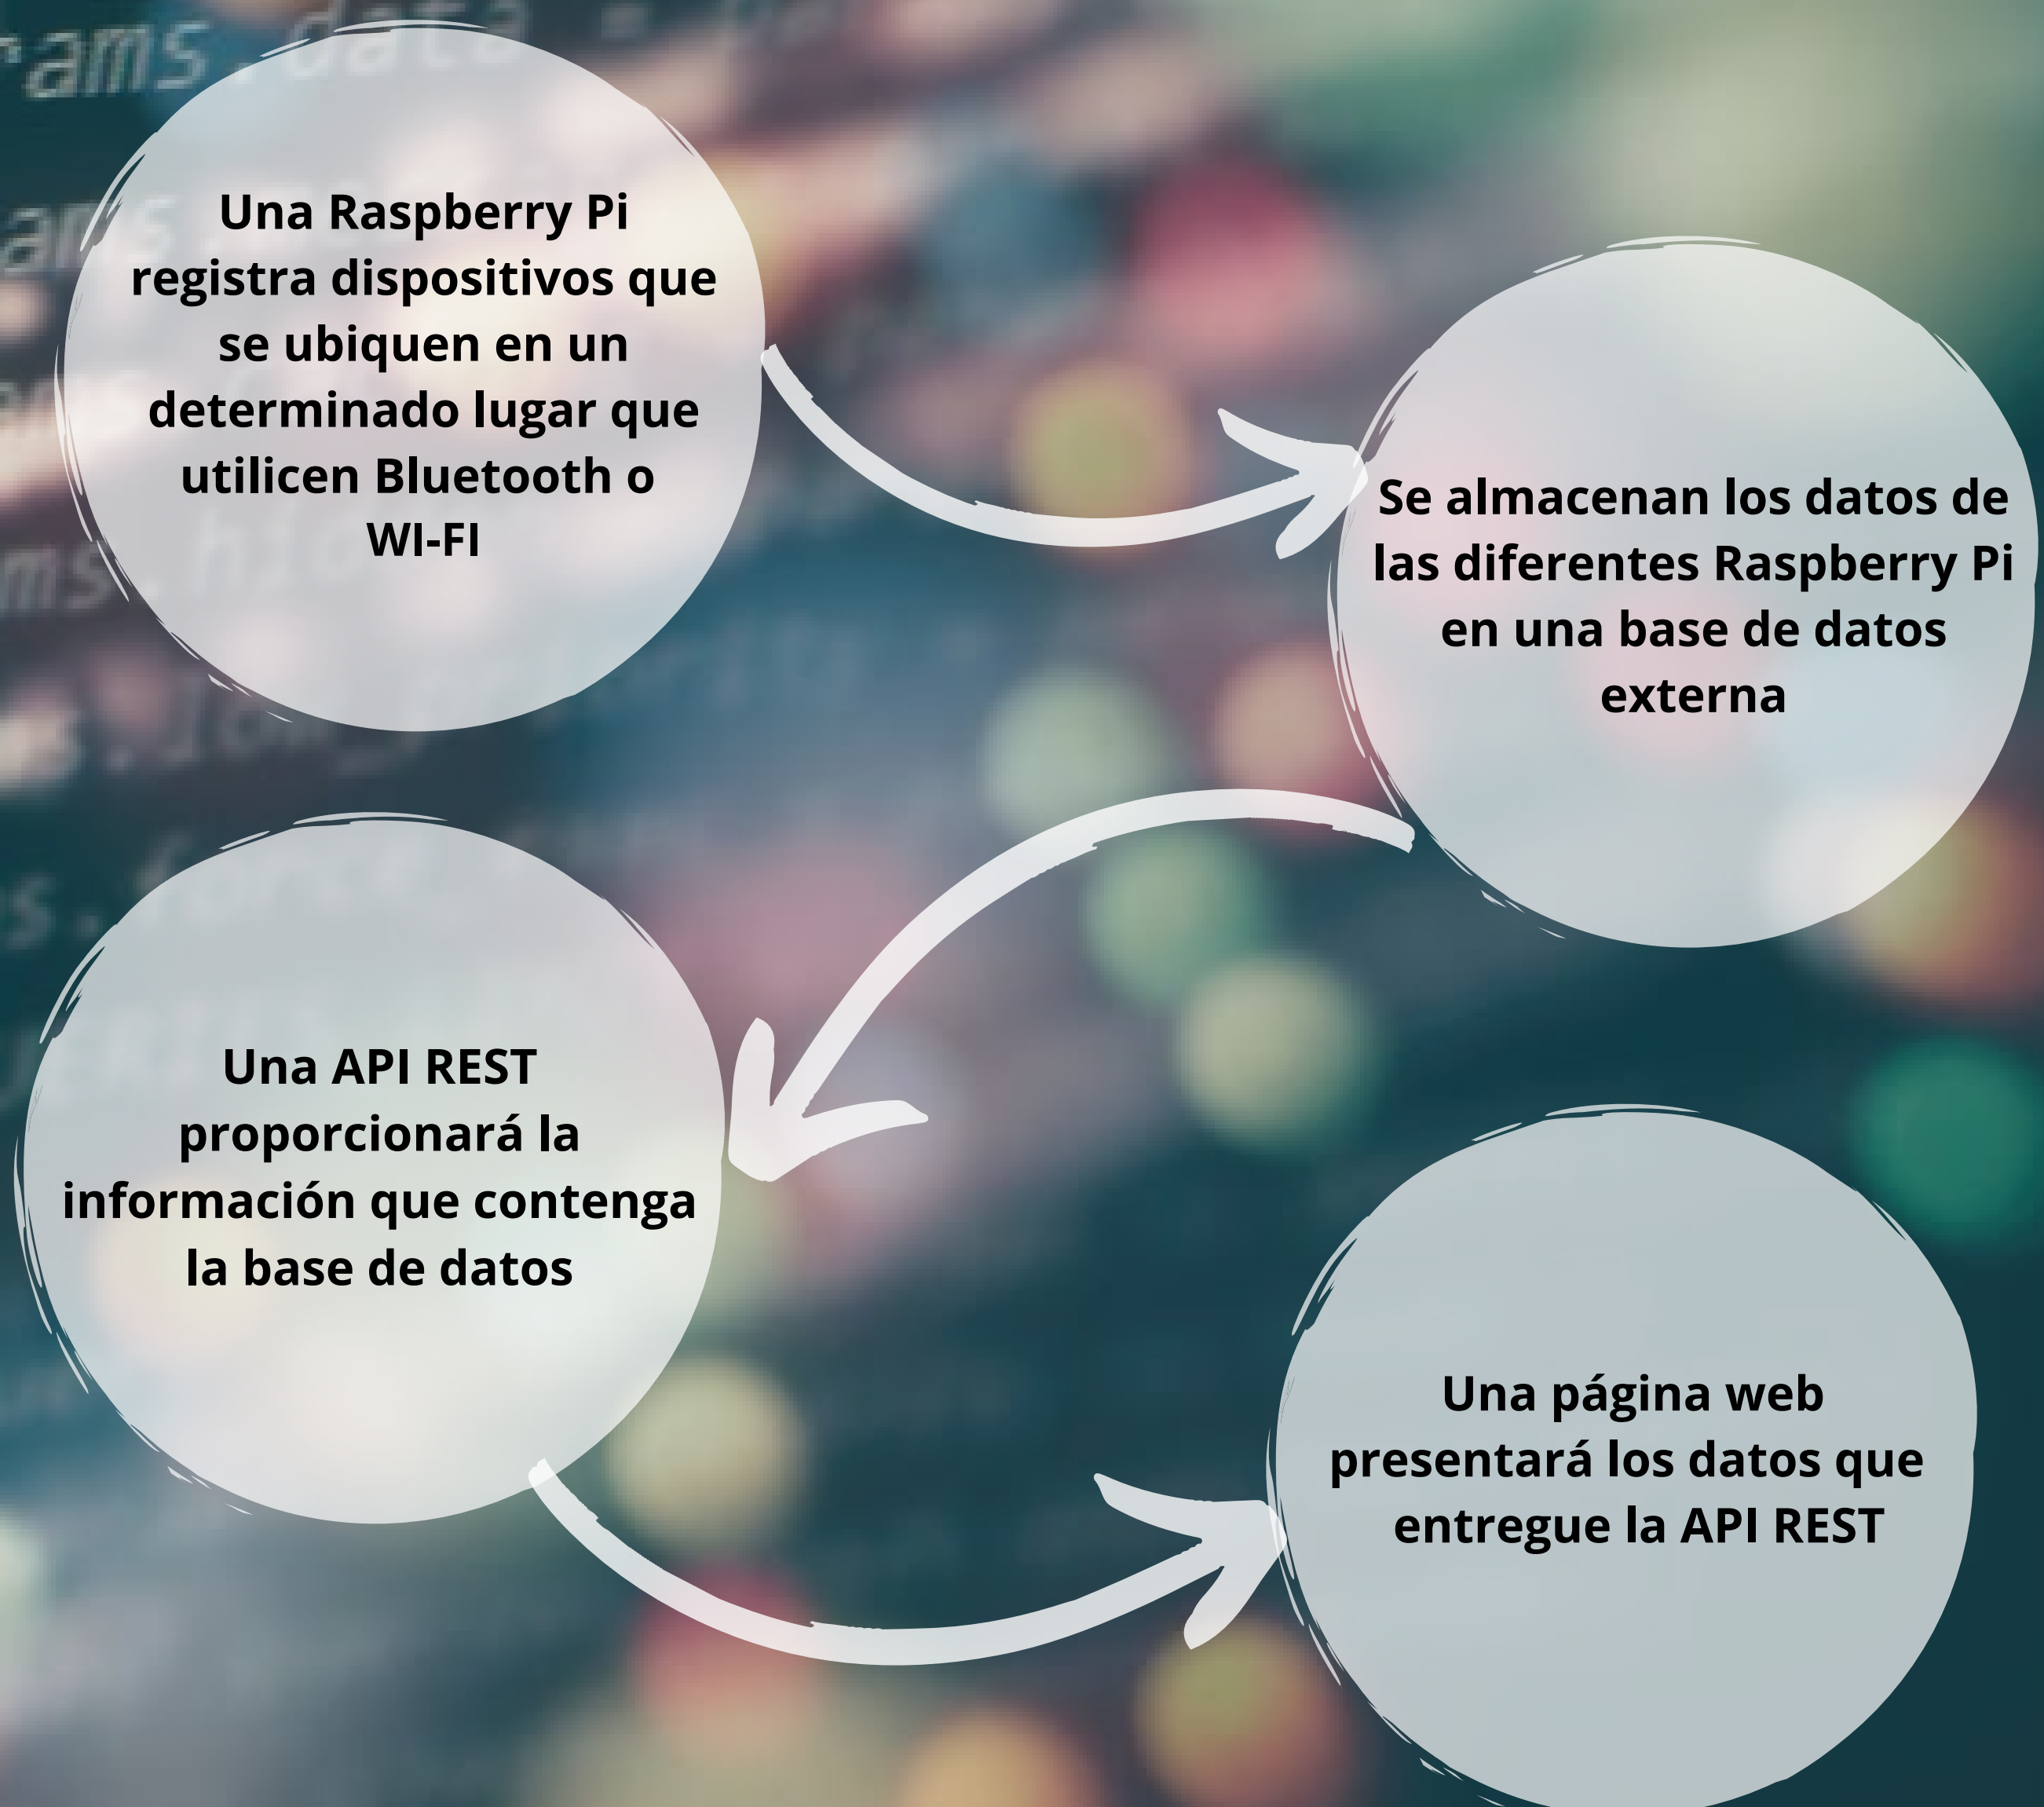 Una Raspberry Pi
registra dispositivos que
se ubiquen en un
determinado lugar que
utilicen Bluetooth o
WI-FI
Se almacenan los datos de
las diferentes Raspberry Pi
en una base de datos
externa
Una API REST
proporcionará la
información que contenga
la base de datos
Una página web
presentará los datos que
entregue la API REST